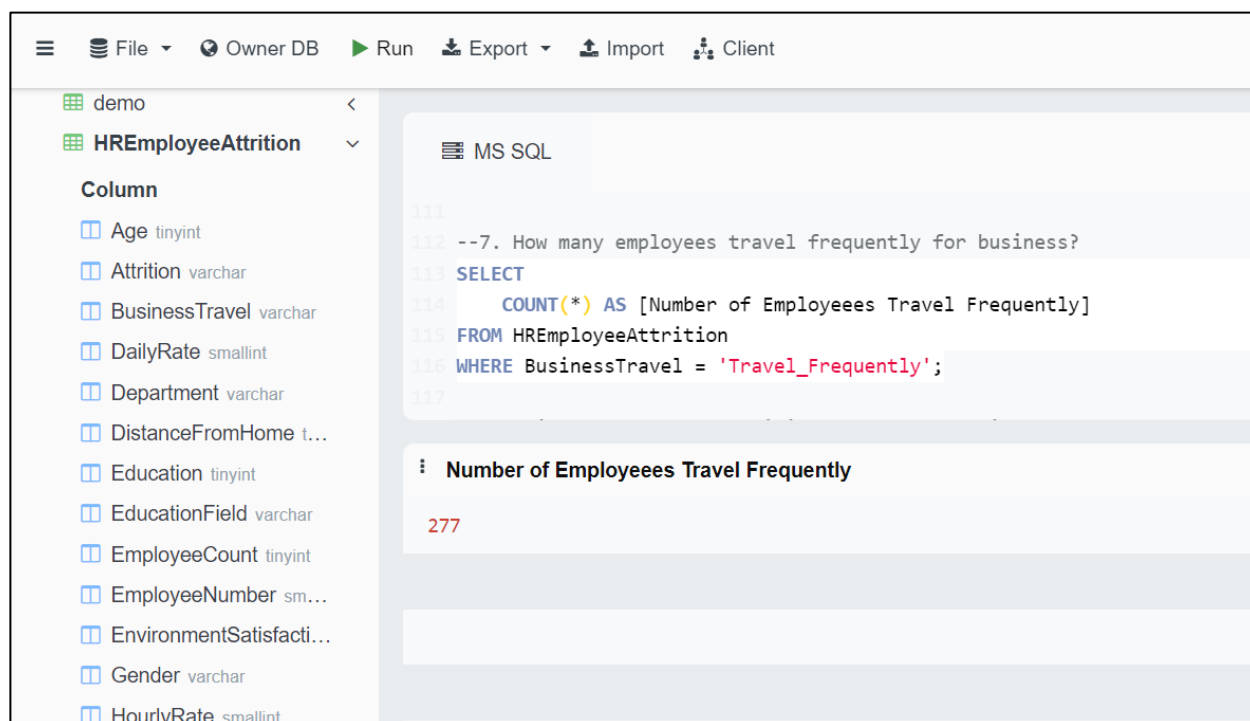 File Owner DB Run Export Import Client
demo
HREmployeeAttrition
Column
Age tinyint
Attrition varchar
BusinessTravel varchar
DailyRate smallint
Department varchar
DistanceFromHome t...
Education tinyint
EducationField varchar
EmployeeCount tinyint
EmployeeNumber sm...
EnvironmentSatisfacti...
Gender varchar
HourlyRate smallint
MS SQL
111
112 --7. How many employees travel frequently for business?
113 SELECT
114 COUNT(*) AS [Number of Employeees Travel Frequently]
115 FROM HREmployeeAttrition
116 WHERE BusinessTravel = 'Travel_Frequently';
117
Number of Employeees Travel Frequently
277